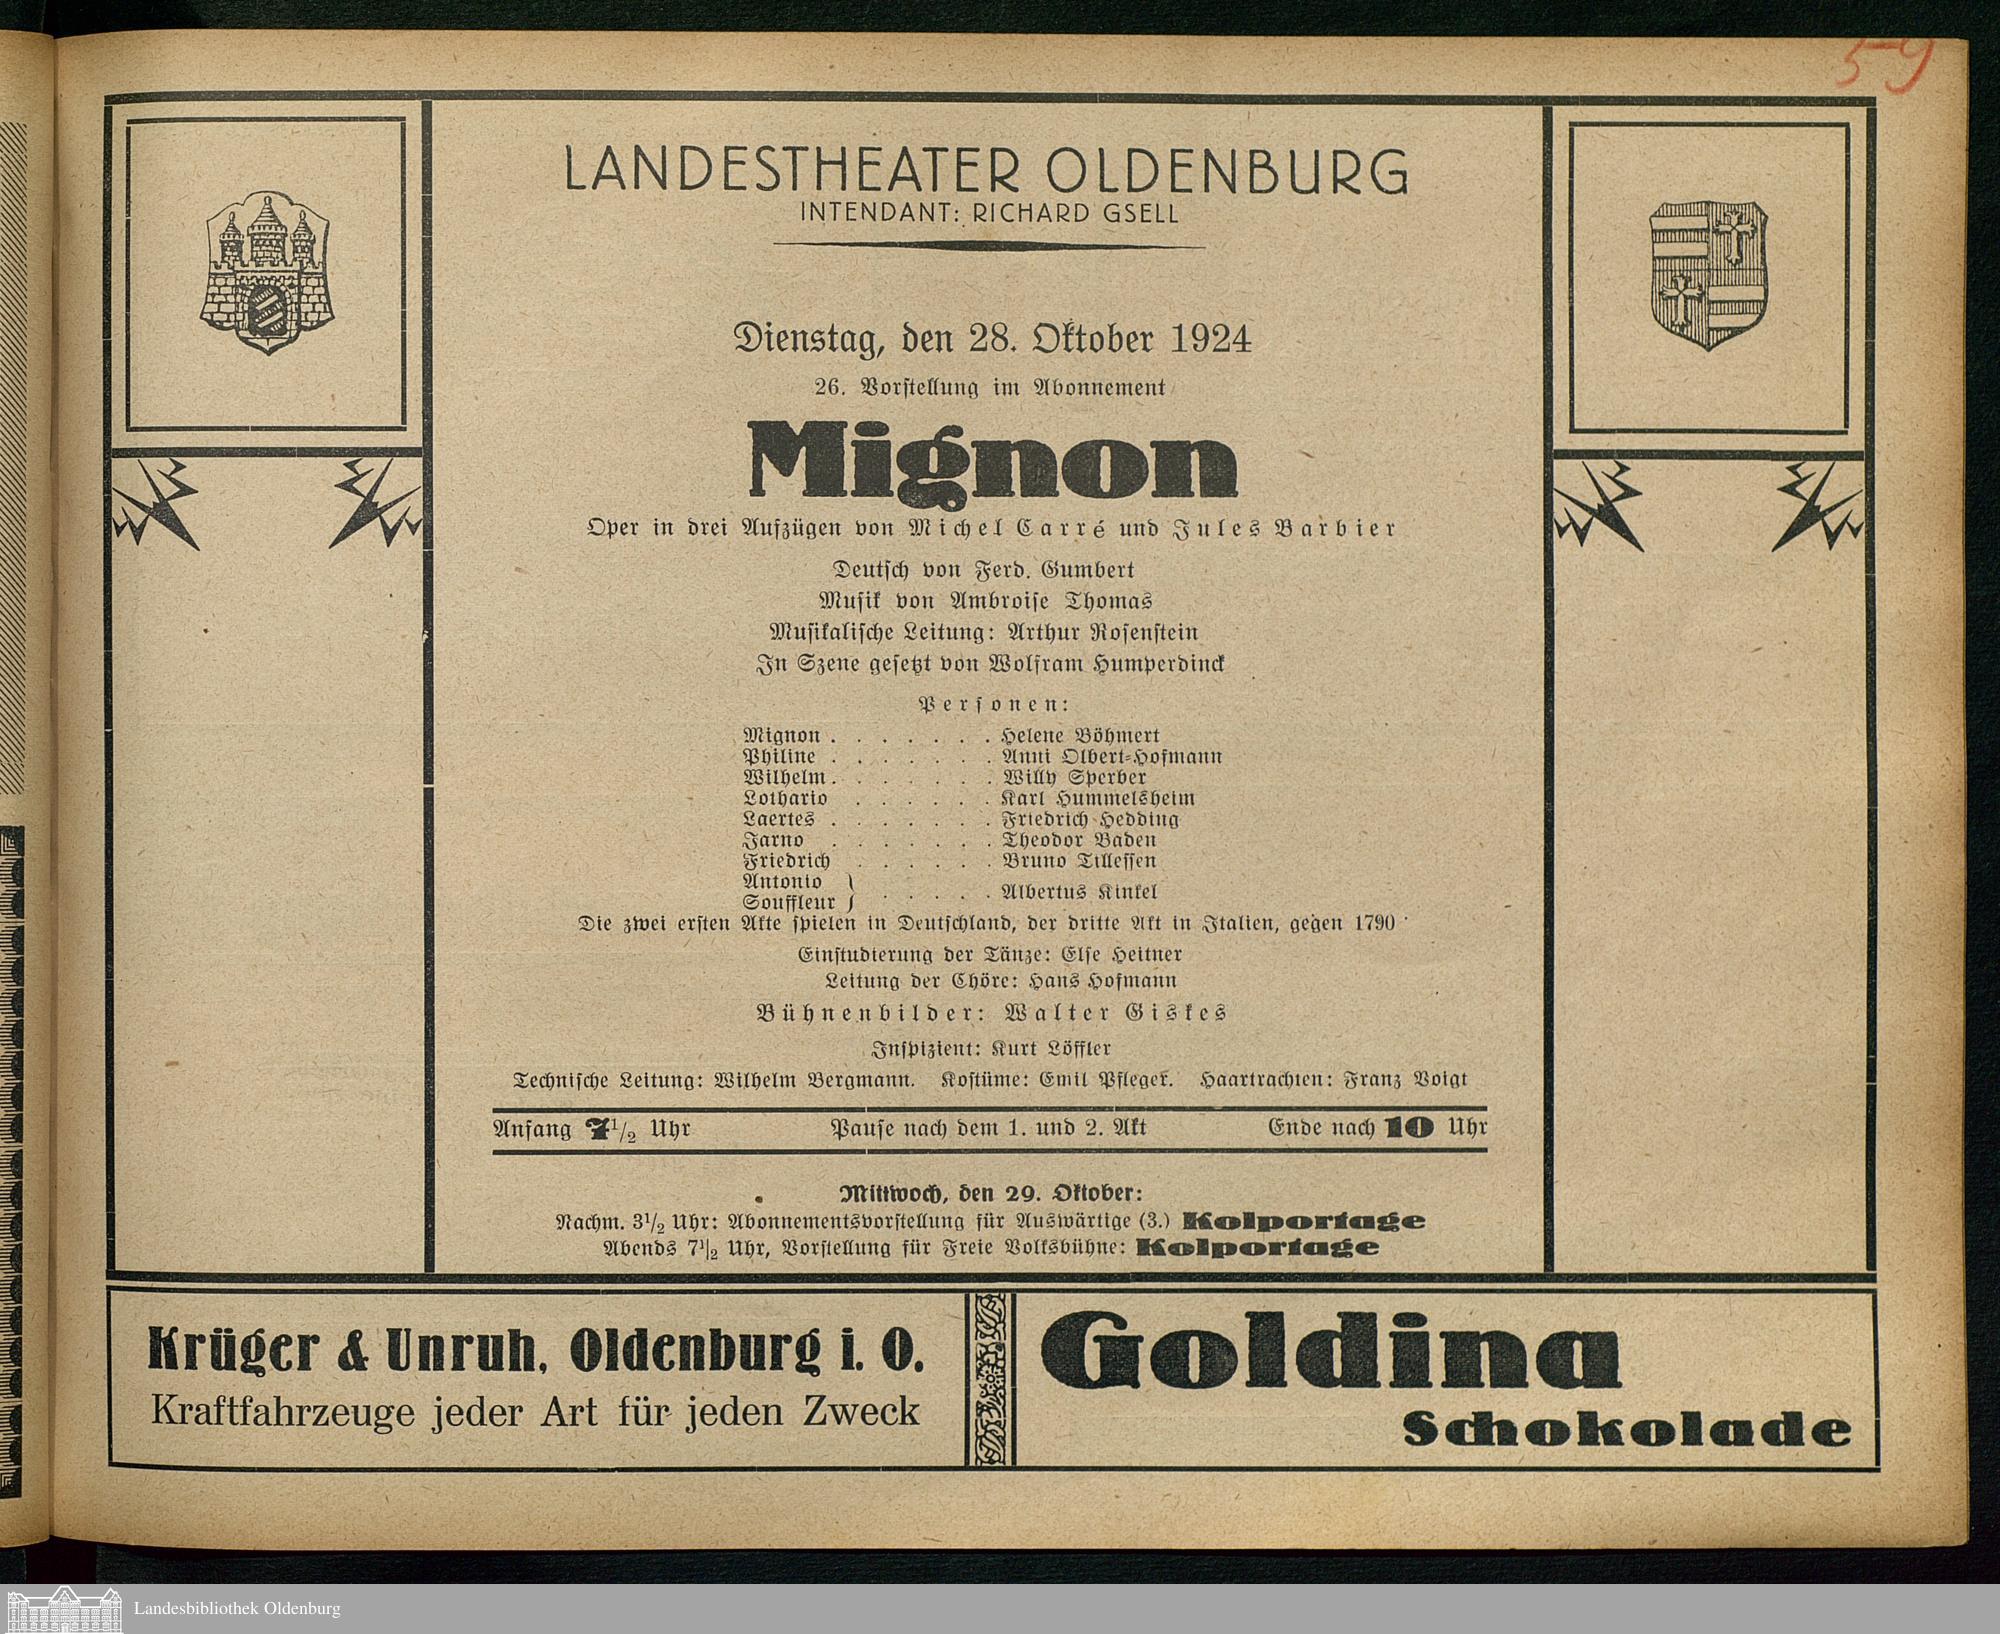 59
LANDESTHEATER OLDENBURG
INTENDANT: RICHARD GSELL
Dienstag, den 28. Oktober 1924
26. Vorstellung im Abonnement
Mignon
Oper in drei Aufzügen von Michel Carré und Jules Barbier
Deutsch von Ferd. Gumbert
Musik von Ambroise Thomas
Musikalische Leitung: Arthur Rosenstein
In Szene gesetzt von Wolfram Humperdinck
Personen:
Mignon . . . . . . . Helene Böhmert
Philine . . . . . . . Anni Olbert-Hofmann
Wilhelm . . . . . . . Willy Sperber
Lothario . . . . . . Karl Hummelsheim
Laertes . . . . . . . Friedrich Hedding
Jarno . . . . . . . Theodor Baden
Friedrich . . . . . . Bruno Tillessen
Antonio }
Souffleur } . . . . . Albertus Kinkel
Die zwei ersten Akte spielen in Deutschland, der dritte Akt in Italien, gegen 1790
Einstudierung der Tänze: Else Heitner
Leitung der Chöre: Hans Hofmann
Bühnenbilder: Walter Giskes
Inspizient: Kurt Löffler
Technische Leitung: Wilhelm Bergmann. Kostüme: Emil Pfleger. Haartrachten: Franz Voigt
Anfang 7 1/2 Uhr Pause nach dem 1. und 2. Akt Ende nach 10 Uhr
Mittwoch, den 29. Oktober:
Nachm. 3 1/2 Uhr: Abonnementsvorstellung für Auswärtige (3.) Kolportage
Abends 7 1/2 Uhr, Vorstellung für Freie Volksbühne: Kolportage
Krüger & Unruh, Oldenburg i. O.
Kraftfahrzeuge jeder Art für jeden Zweck
Goldina
Schokolade
Landesbibliothek Oldenburg